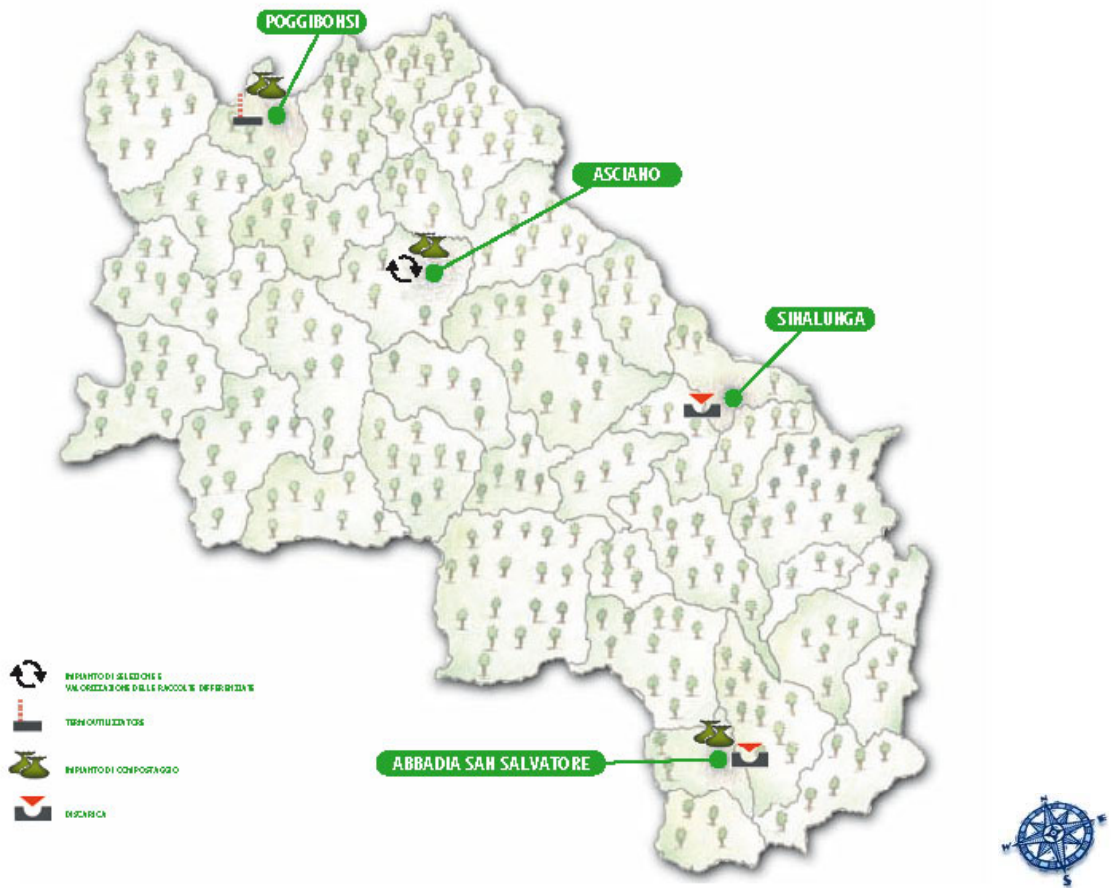 POGGIBONSI
ASCIANO
SINALUNGA
ABBADIA SAN SALVATORE
IMPIANTO DI SELEZIONE E
VALORIZZAZIONE DELLE RACCOLTE DIFFERENZIATE
TERMOUTILIZZATORE
IMPIANTO DI COMPOSTAGGIO
DISCARICA
N
E
W
S